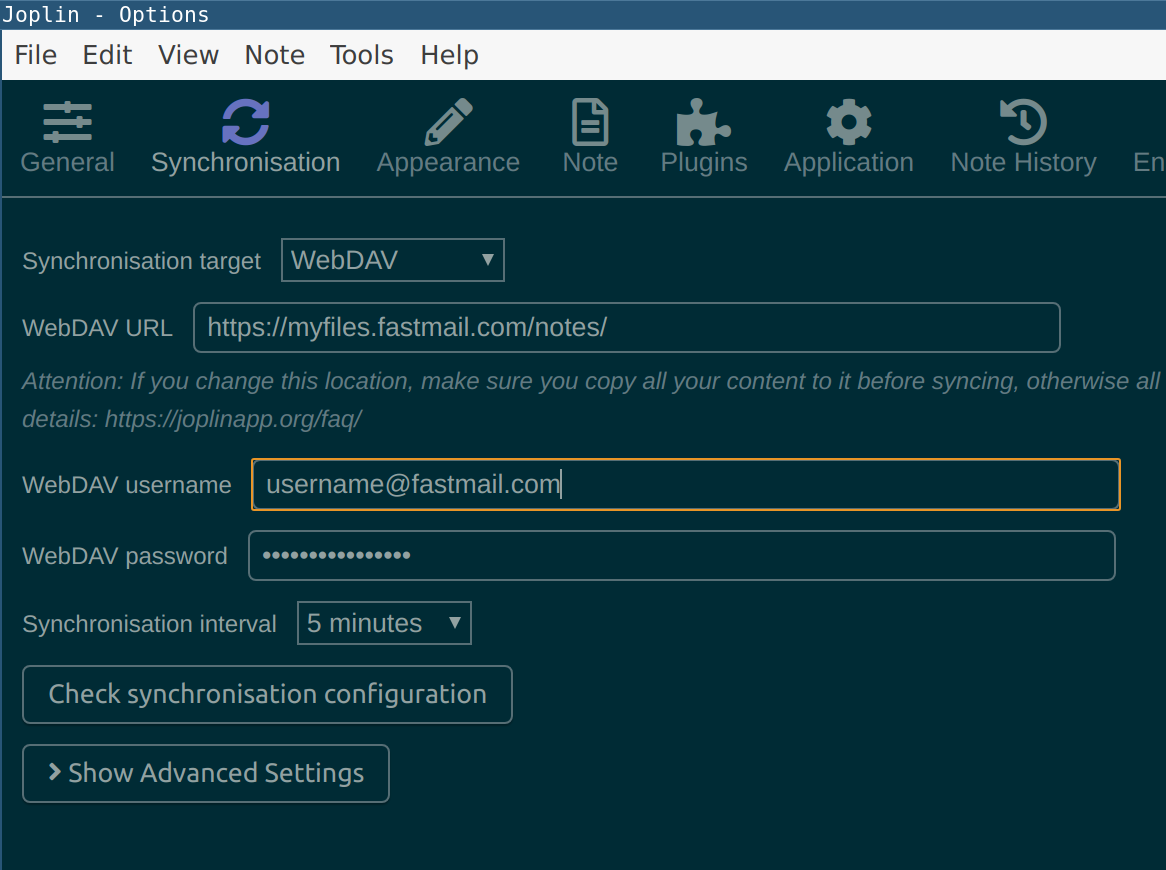 Joplin - Options
File Edit View Note Tools Help
General Synchronisation Appearance Note Plugins Application Note History En
Synchronisation target WebDAV
WebDAV URL https://myfiles.fastmail.com/notes/
Attention: If you change this location, make sure you copy all your content to it before syncing, otherwise all
details: https://joplinapp.org/faq/
WebDAV username username@fastmail.com
WebDAV password ••••••••••••••••
Synchronisation interval 5 minutes
Check synchronisation configuration
Show Advanced Settings